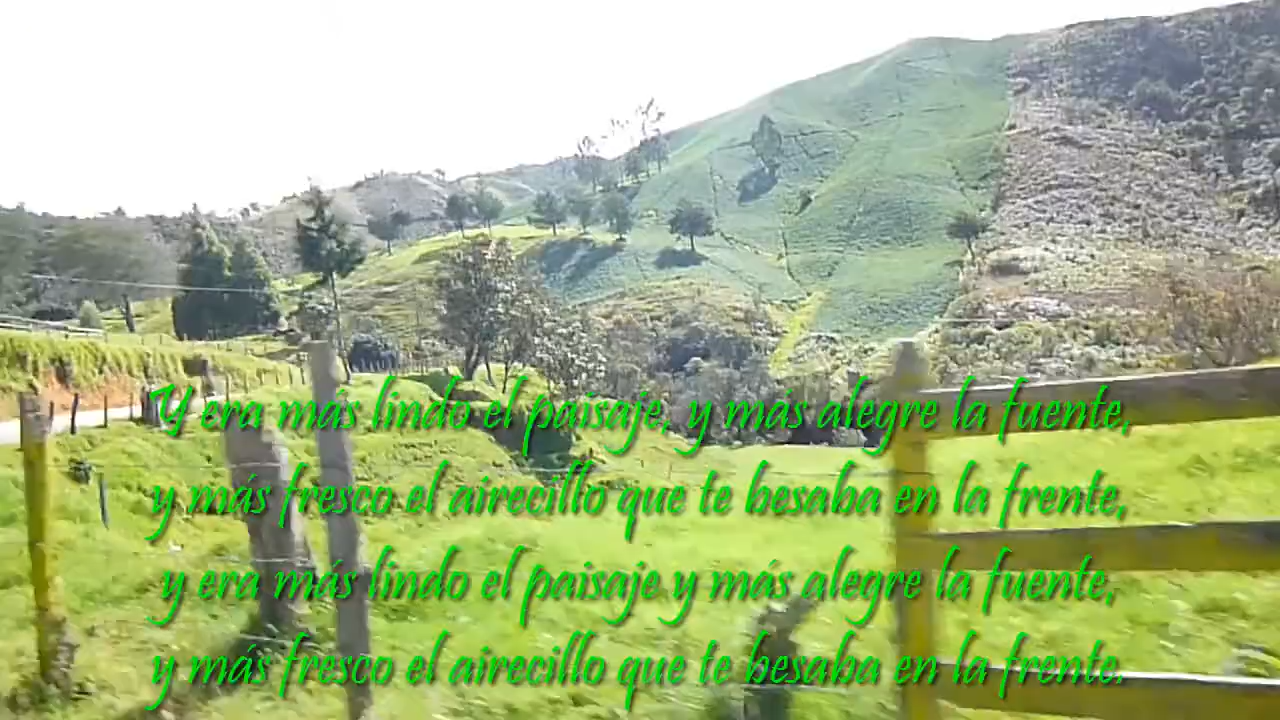 Y era más lindo el paisaje, y más alegre la fuente,
y más fresco el airecillo que te besaba en la frente,
y era más lindo el paisaje y más alegre la fuente,
y más fresco el airecillo que te besaba en la frente.